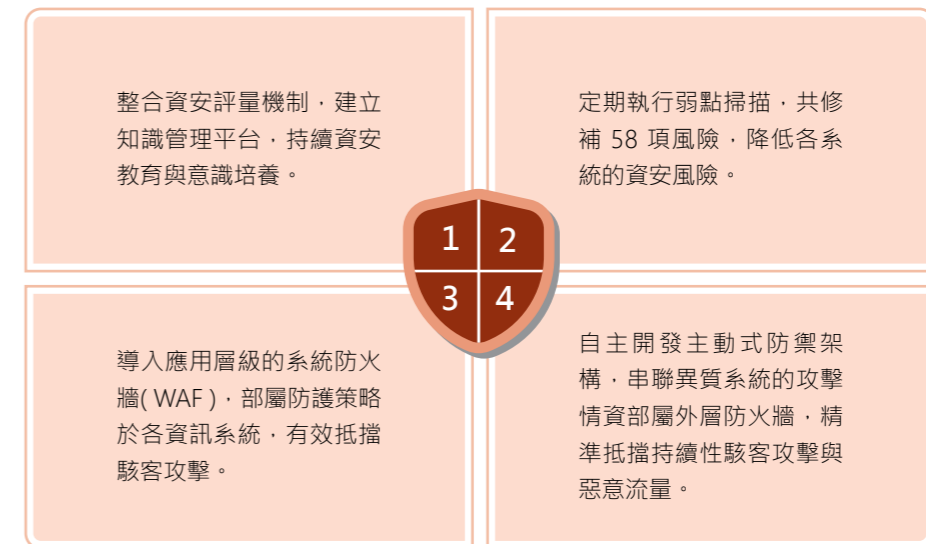 整合資安評量機制，建立
知識管理平台，持續資安
教育與意識培養。
定期執行弱點掃描，共修
補 58 項風險，降低各系
統的資安風險。
1
2
3
4
導入應用層級的系統防火
牆( WAF )，部屬防護策略
於各資訊系統，有效抵擋
駭客攻擊。
自主開發主動式防禦架
構，串聯異質系統的攻擊
情資部屬外層防火牆，精
準抵擋持續性駭客攻擊與
惡意流量。